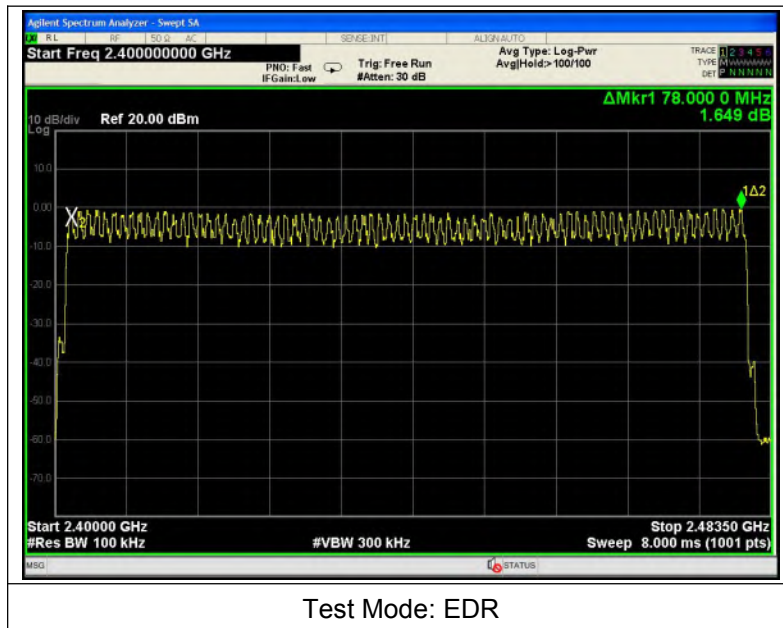 Agilent Spectrum Analyzer - Swept SA
RL RF 50 Ω AC SENSE:INT ALIGN AUTO
Start Freq 2.400000000 GHz
PNO: Fast
IFGain:Low
Trig: Free Run
#Atten: 30 dB
Avg Type: Log-Pwr
Avg|Hold:>100/100
TRACE 1 2 3 4 5 6
TYPE M
DET P N N N N N
ΔMkr1 78.000 0 MHz
1.649 dB
10 dB/div Ref 20.00 dBm
Log
10.0
0.00
-10.0
-20.0
-30.0
-40.0
-50.0
-60.0
-70.0
2
1Δ2
Start 2.40000 GHz Stop 2.48350 GHz
#Res BW 100 kHz #VBW 300 kHz Sweep 8.000 ms (1001 pts)
MSG STATUS
Test Mode: EDR